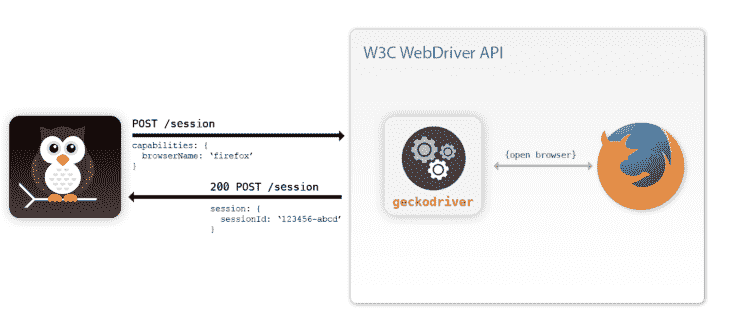 W3C WebDriver API
POST /session
capabilities: {
browserName: 'firefox'
}
200 POST /session
session: {
sessionId: '123456-abcd'
}
geckodriver
{open browser}